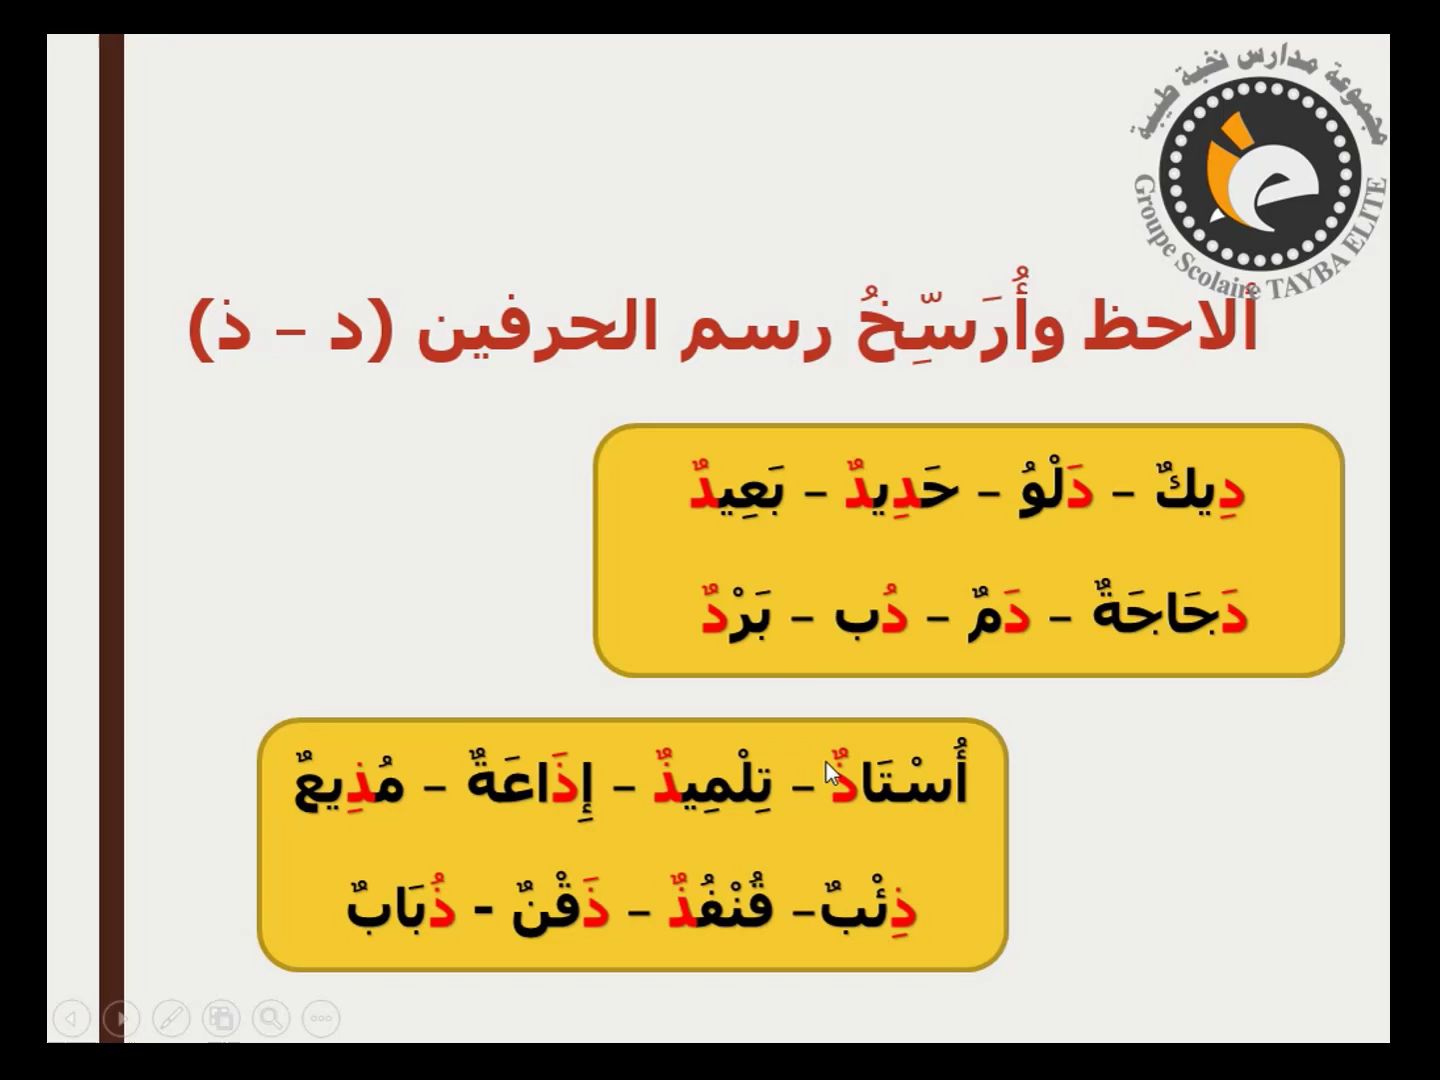 مجموعة مدارس نخبة طيبة
Groupe Scolaire TAYBA ELITE
ألاحظ وأُرَسِّخُ رسم الحرفين (د – ذ)
دِيكٌ – دَلْوُ – حَدِيدٌ – بَعِيدٌ
دَجَاجَةٌ – دَمٌ – دُب – بَرْدٌ
أُسْتَاذٌ – تِلْمِيذٌ – إِذَاعَةٌ – مُذِيعٌ
ذِئْبٌ– قُنْفُذٌ – ذَقْنٌ - ذُبَابٌ